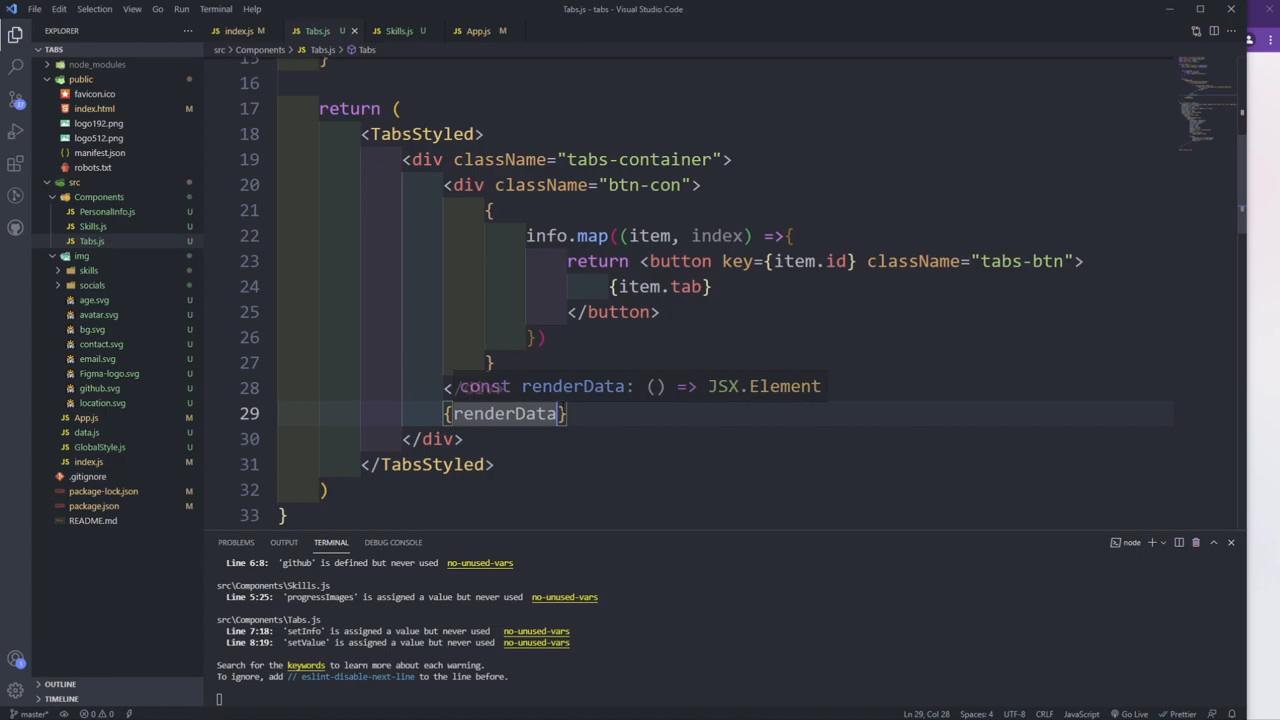 File Edit Selection View Go Run Terminal Help
Tabs.js - tabs - Visual Studio Code
EXPLORER
TABS
node_modules
public
favicon.ico
index.html M
logo192.png
logo512.png
manifest.json
robots.txt
src
Components
PersonalInfo.js U
Skills.js U
Tabs.js U
img
skills
socials
age.svg U
avatar.svg U
bg.svg U
contact.svg U
email.svg U
Figma-logo.svg U
github.svg U
location.svg U
App.js M
data.js U
GlobalStyle.js U
index.js M
.gitignore
package-lock.json M
package.json M
README.md
OUTLINE
TIMELINE
index.js M
Tabs.js U
Skills.js U
App.js M
src > Components > Tabs.js > Tabs
15 }
16
17 return (
18 <TabsStyled>
19 <div className="tabs-container">
20 <div className="btn-con">
21 {
22 info.map((item, index) =>{
23 return <button key={item.id} className="tabs-btn">
24 {item.tab}
25 </button>
26 })
27 }
28 </div>
const renderData: () => JSX.Element
29 {renderData}
30 </div>
31 </TabsStyled>
32 )
33 }
PROBLEMS OUTPUT TERMINAL DEBUG CONSOLE
node
Line 6:8: 'github' is defined but never used no-unused-vars
src\Components\Skills.js
Line 5:25: 'progressImages' is assigned a value but never used no-unused-vars
src\Components\Tabs.js
Line 7:18: 'setInfo' is assigned a value but never used no-unused-vars
Line 8:19: 'setValue' is assigned a value but never used no-unused-vars
Search for the keywords to learn more about each warning.
To ignore, add // eslint-disable-next-line to the line before.
master* 0 0
Ln 29, Col 28 Spaces: 4 UTF-8 CRLF JavaScript Go Live Prettier